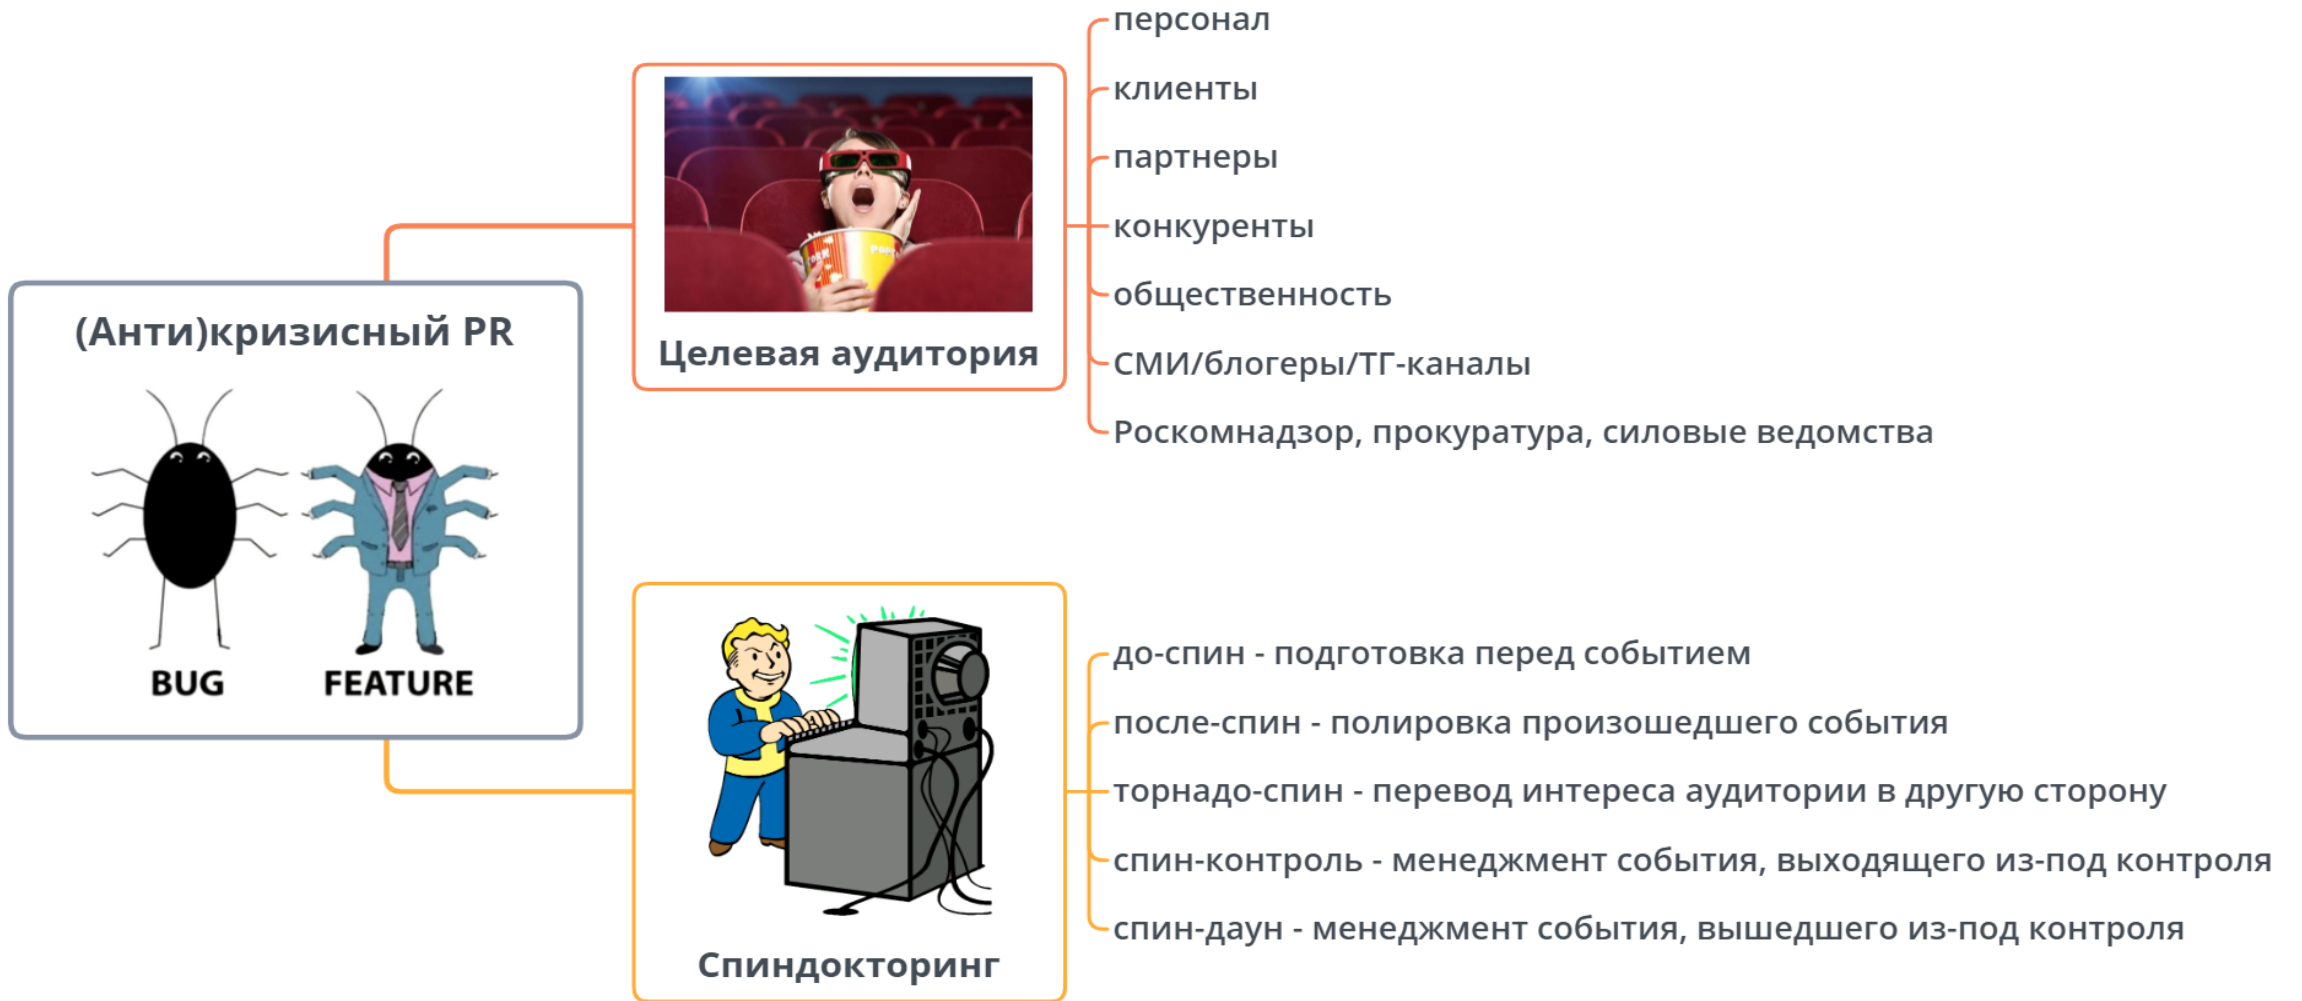 (Анти)кризисный PR
BUG
FEATURE
Целевая аудитория
персонал
клиенты
партнеры
конкуренты
общественность
СМИ/блогеры/ТГ-каналы
Роскомнадзор, прокуратура, силовые ведомства
Спиндокторинг
до-спин - подготовка перед событием
после-спин - полировка произошедшего события
торнадо-спин - перевод интереса аудитории в другую сторону
спин-контроль - менеджмент события, выходящего из-под контроля
спин-даун - менеджмент события, вышедшего из-под контроля